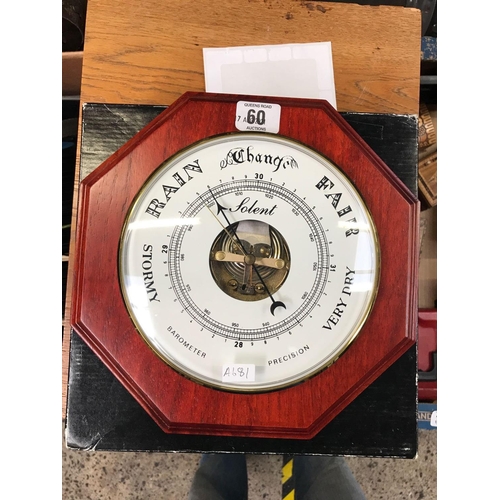 QUEENS ROAD
60
AUCTIONS
Change
RAIN
FAIR
30
Solent
STORMY
29
31
VERY DRY
28
BAROMETER
PRECISION
A681